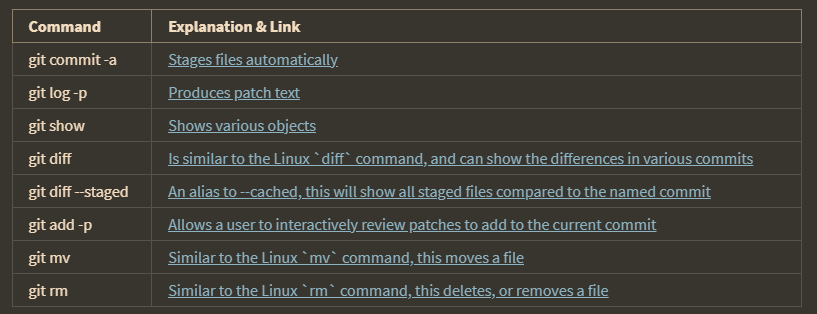 Command Explanation & Link
git commit -a Stages files automatically
git log -p Produces patch text
git show Shows various objects
git diff Is similar to the Linux `diff` command, and can show the differences in various commits
git diff --staged An alias to --cached, this will show all staged files compared to the named commit
git add -p Allows a user to interactively review patches to add to the current commit
git mv Similar to the Linux `mv` command, this moves a file
git rm Similar to the Linux `rm` command, this deletes, or removes a file